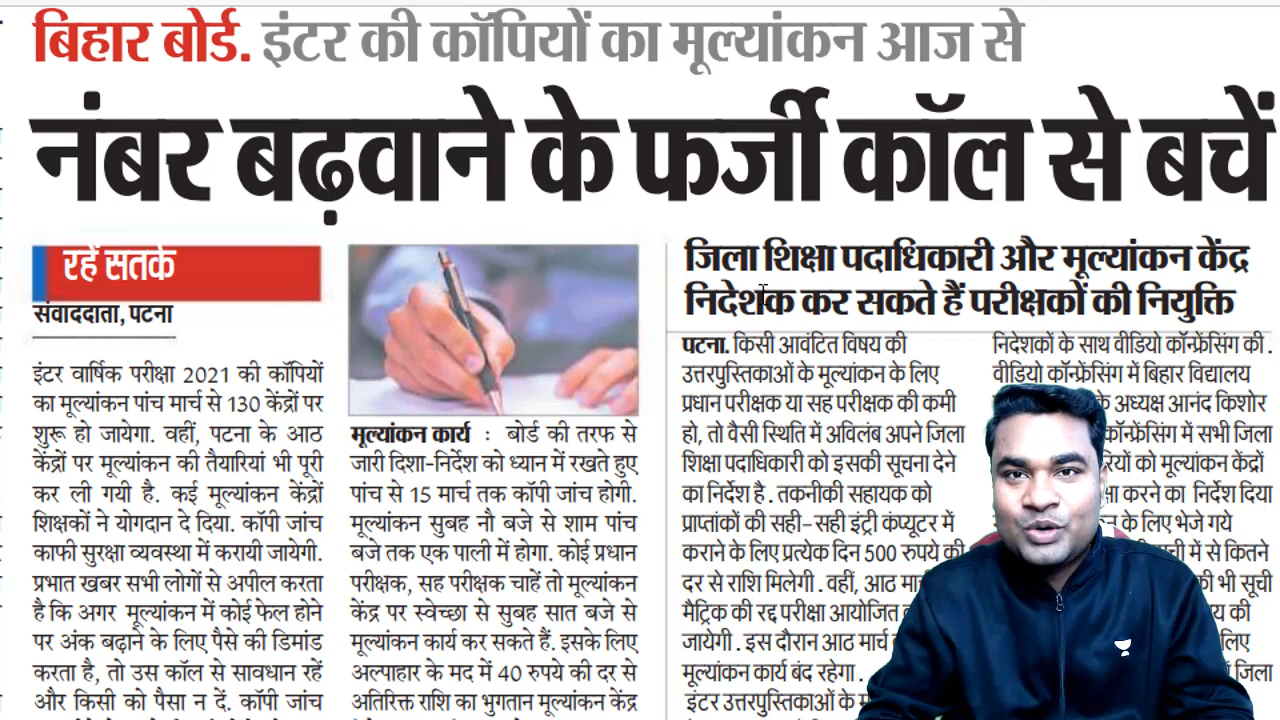 बिहार बोर्ड. इंटर की कॉपियों का मूल्यांकन आज से
नंबर बढ़वाने के फर्जी कॉल से बचें
रहें सतर्क
संवाददाता, पटना
इंटर वार्षिक परीक्षा 2021 की कॉपियों
का मूल्यांकन पांच मार्च से 130 केंद्रों पर
शुरू हो जायेगा. वहीं, पटना के आठ
केंद्रों पर मूल्यांकन की तैयारियां भी पूरी
कर ली गयी है. कई मूल्यांकन केंद्रों
शिक्षकों ने योगदान दे दिया. कॉपी जांच
काफी सुरक्षा व्यवस्था में करायी जायेगी.
प्रभात खबर सभी लोगों से अपील करता
है कि अगर मूल्यांकन में कोई फेल होने
पर अंक बढ़ाने के लिए पैसे की डिमांड
करता है, तो उस कॉल से सावधान रहें
और किसी को पैसा न दें. कॉपी जांच
मूल्यांकन कार्य : बोर्ड की तरफ से
जारी दिशा-निर्देश को ध्यान में रखते हुए
पांच से 15 मार्च तक कॉपी जांच होगी.
मूल्यांकन सुबह नौ बजे से शाम पांच
बजे तक एक पाली में होगा. कोई प्रधान
परीक्षक, सह परीक्षक चाहें तो मूल्यांकन
केंद्र पर स्वेच्छा से सुबह सात बजे से
मूल्यांकन कार्य कर सकते हैं. इसके लिए
अल्पाहार के मद में 40 रुपये की दर से
अतिरिक्त राशि का भुगतान मूल्यांकन केंद्र
जिला शिक्षा पदाधिकारी और मूल्यांकन केंद्र
निदेशक कर सकते हैं परीक्षकों की नियुक्ति
पटना. किसी आवंटित विषय की
उत्तरपुस्तिकाओं के मूल्यांकन के लिए
प्रधान परीक्षक या सह परीक्षक की कमी
हो, तो वैसी स्थिति में अविलंब अपने जिला
शिक्षा पदाधिकारी को इसकी सूचना देने
का निर्देश है . तकनीकी सहायक को
प्राप्तांकों की सही-सही इंट्री कंप्यूटर में
कराने के लिए प्रत्येक दिन 500 रुपये की
दर से राशि मिलेगी . वहीं, आठ
मैट्रिक की रद्द परीक्षा आयोजित
जायेगी . इस दौरान आठ मार्च
मूल्यांकन कार्य बंद रहेगा .
इंटर उत्तरपुस्तिकाओं के
निदेशकों के साथ वीडियो कॉन्फ्रेंसिंग की .
वीडियो कॉन्फ्रेंसिंग में बिहार विद्यालय
के अध्यक्ष आनंद किशोर
कॉन्फ्रेंसिंग में सभी जिला
को मूल्यांकन केंद्रों
करने का निर्देश दिया
के लिए भेजे गये
में से कितने
की भी सूची
की
लिए
जिला